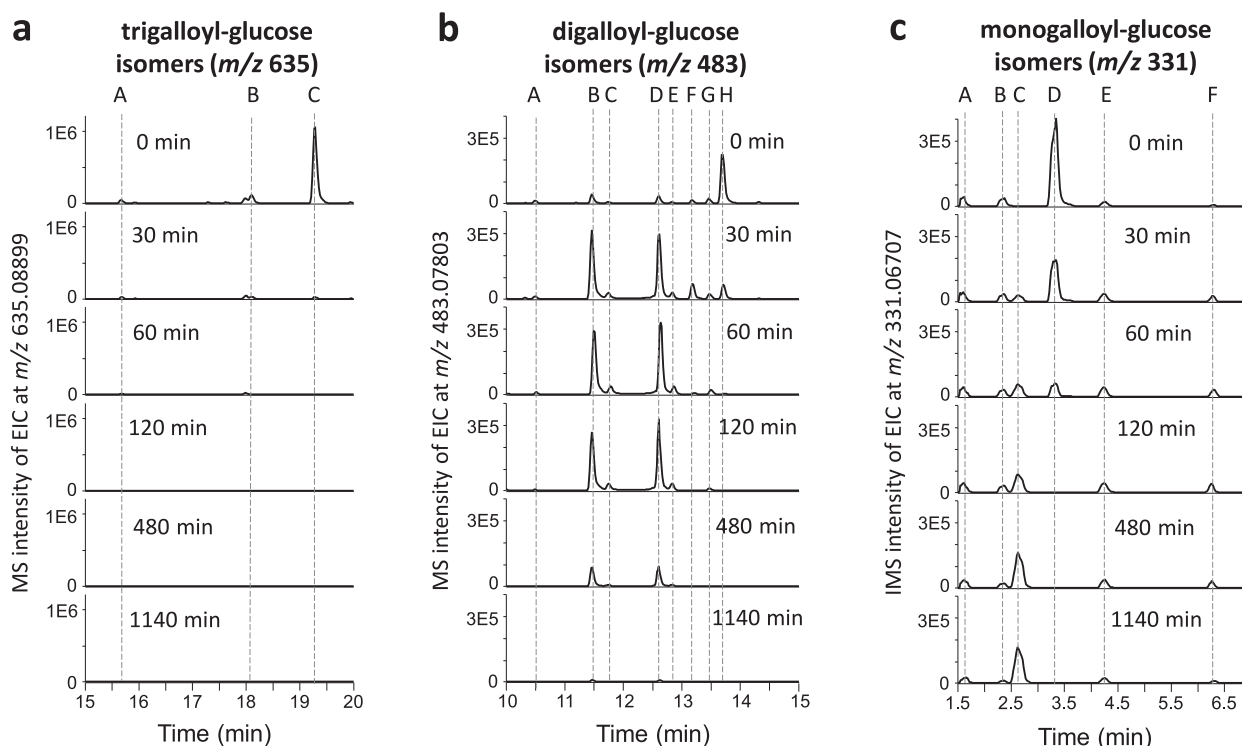 a
trigalloyl-glucose
isomers (m/z 635)
A B C
MS intensity of EIC at m/z 635.08899
1E6
0 min
0
1E6
30 min
0
1E6
60 min
0
1E6
120 min
0
1E6
480 min
0
1E6
1140 min
0
15 16 17 18 19 20
Time (min)
b
digalloyl-glucose
isomers (m/z 483)
A B C D E F G H
MS intensity of EIC at m/z 483.07803
3E5
0 min
0
3E5
30 min
0
3E5
60 min
0
3E5
120 min
0
3E5
480 min
0
3E5
1140 min
0
10 11 12 13 14 15
Time (min)
c
monogalloyl-glucose
isomers (m/z 331)
A B C D E F
IMS intensity of EIC at m/z 331.06707
3E5
0 min
0
3E5
30 min
0
3E5
60 min
0
3E5
120 min
0
3E5
480 min
0
3E5
1140 min
0
1.5 2.5 3.5 4.5 5.5 6.5
Time (min)